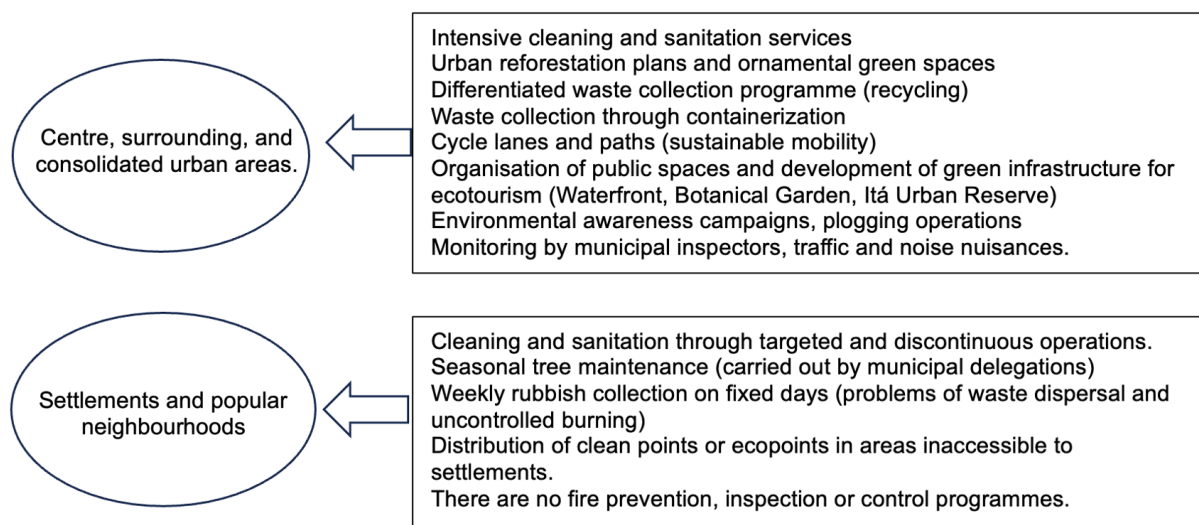 Centre, surrounding, and
consolidated urban areas.
Intensive cleaning and sanitation services
Urban reforestation plans and ornamental green spaces
Differentiated waste collection programme (recycling)
Waste collection through containerization
Cycle lanes and paths (sustainable mobility)
Organisation of public spaces and development of green infrastructure for
ecotourism (Waterfront, Botanical Garden, Itá Urban Reserve)
Environmental awareness campaigns, plogging operations
Monitoring by municipal inspectors, traffic and noise nuisances.
Settlements and popular
neighbourhoods
Cleaning and sanitation through targeted and discontinuous operations.
Seasonal tree maintenance (carried out by municipal delegations)
Weekly rubbish collection on fixed days (problems of waste dispersal and
uncontrolled burning)
Distribution of clean points or ecopoints in areas inaccessible to
settlements.
There are no fire prevention, inspection or control programmes.